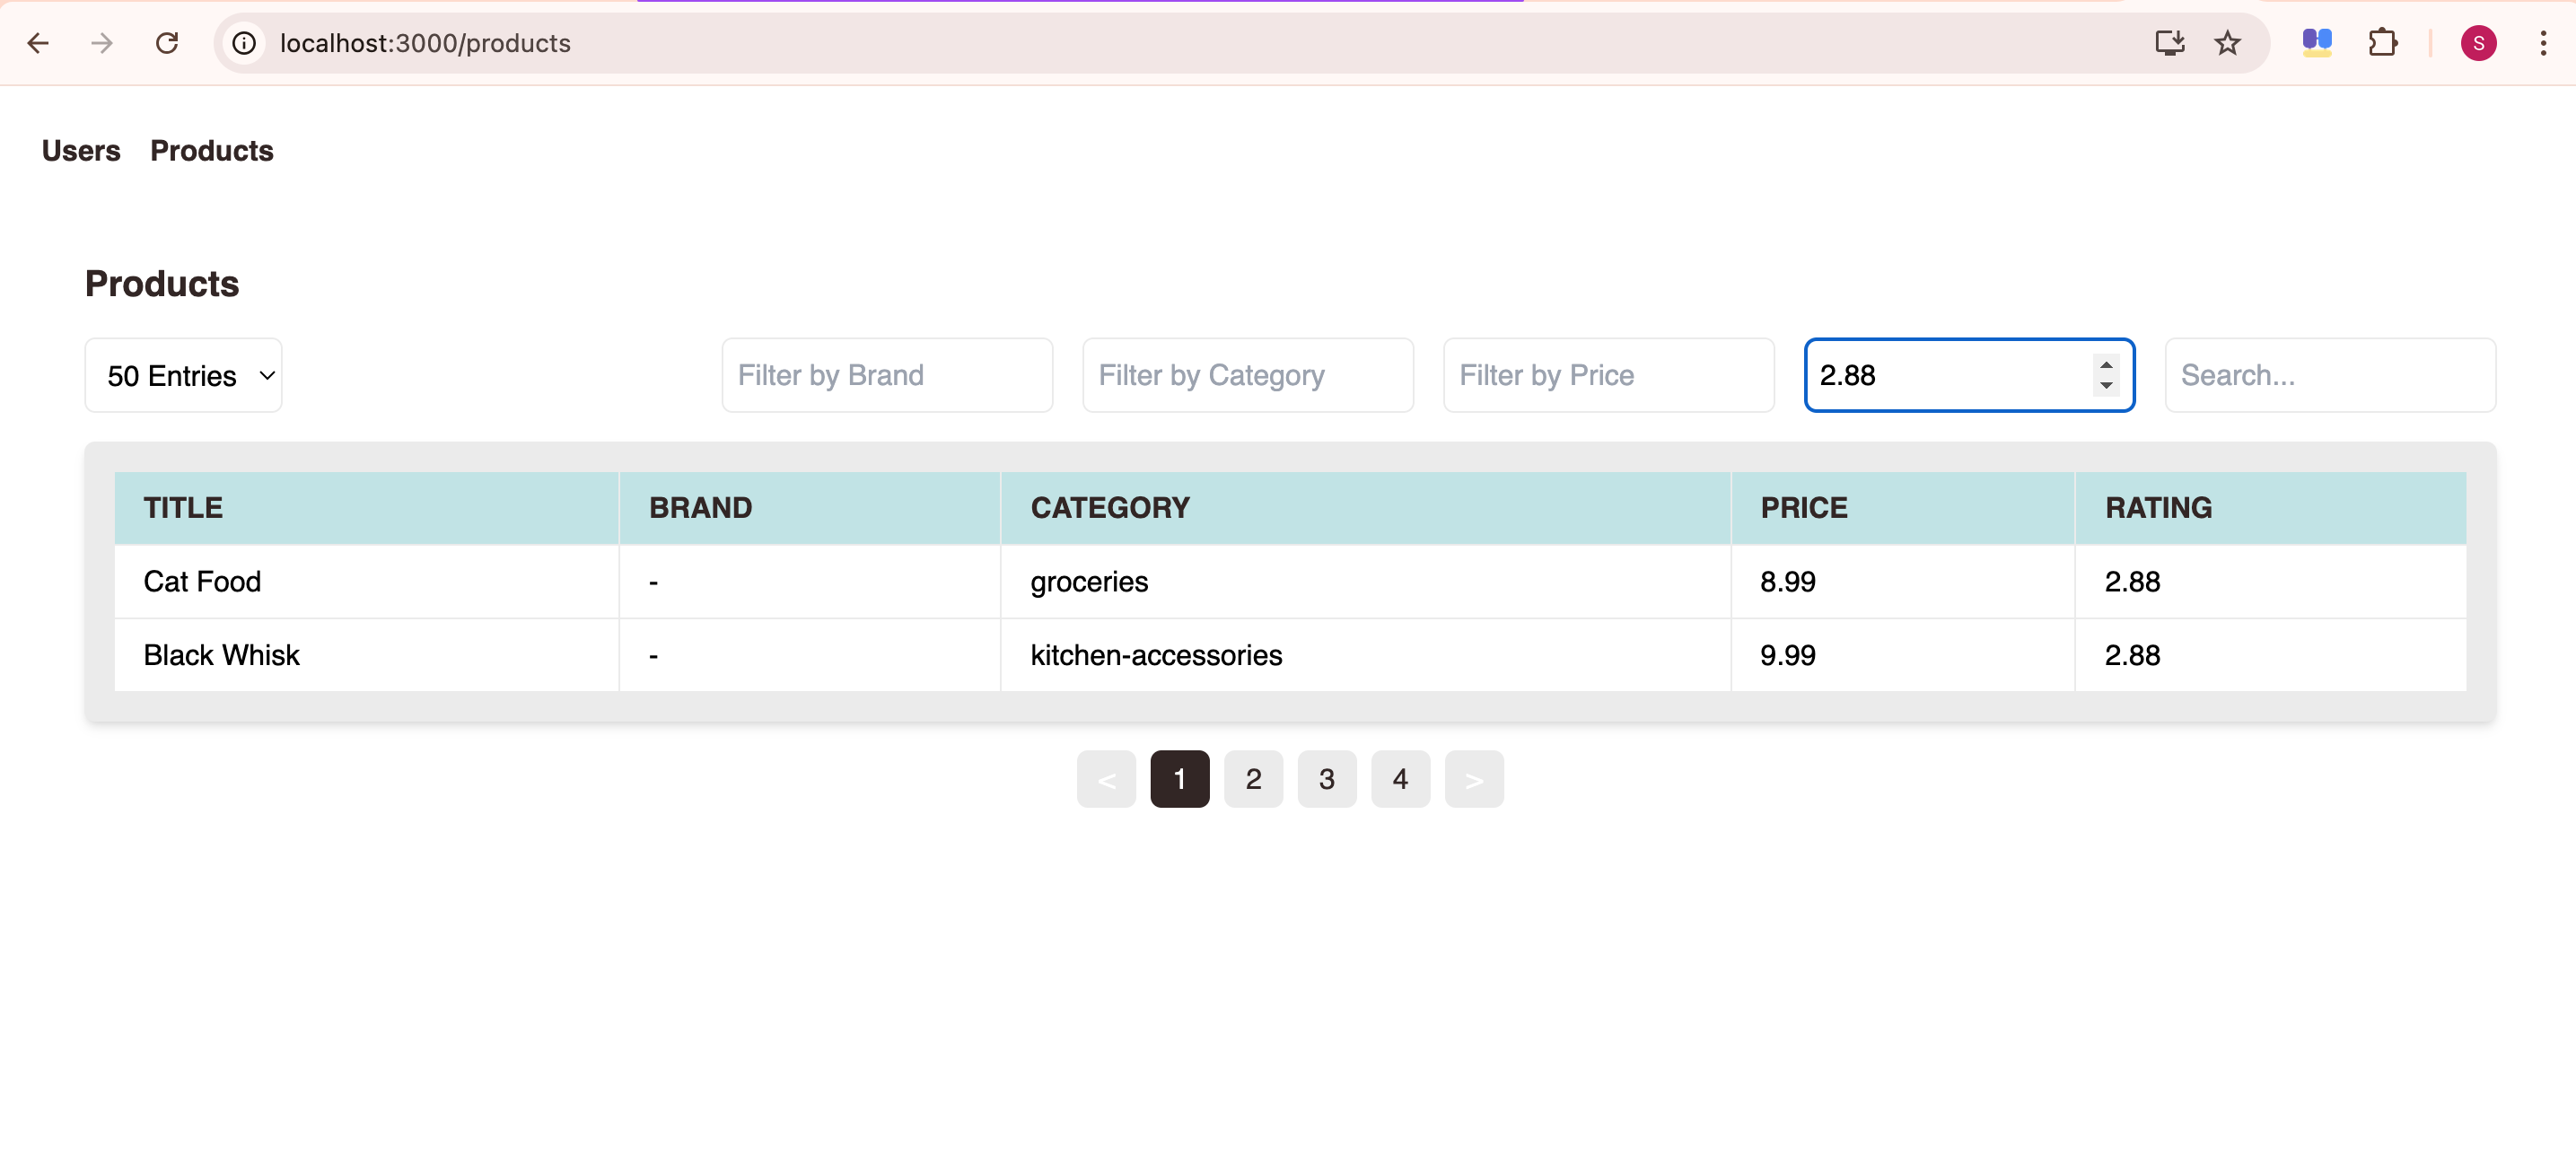 localhost:3000/products
S
Users Products
Products
50 Entries Filter by Brand Filter by Category Filter by Price 2.88 Search...
TITLE BRAND CATEGORY PRICE RATING
Cat Food - groceries 8.99 2.88
Black Whisk - kitchen-accessories 9.99 2.88
< 1 2 3 4 >